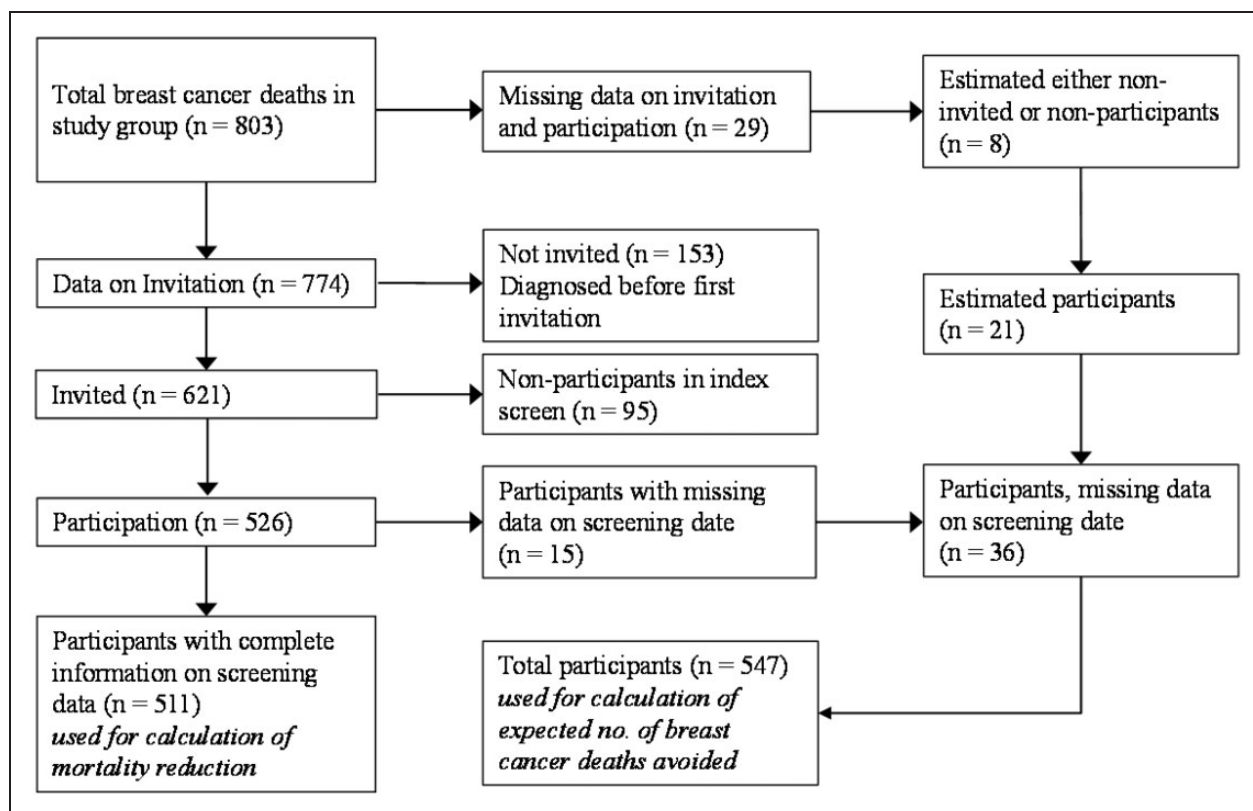 Total breast cancer deaths in
study group (n = 803)
Missing data on invitation
and participation (n = 29)
Estimated either non-
invited or non-participants
(n = 8)
Data on Invitation (n = 774)
Not invited (n = 153)
Diagnosed before first
invitation
Estimated participants
(n = 21)
Invited (n = 621)
Non-participants in index
screen (n = 95)
Participation (n = 526)
Participants with missing
data on screening date
(n = 15)
Participants, missing data
on screening date
(n = 36)
Participants with complete
information on screening
data (n = 511)
used for calculation of
mortality reduction
Total participants (n = 547)
used for calculation of
expected no. of breast
cancer deaths avoided